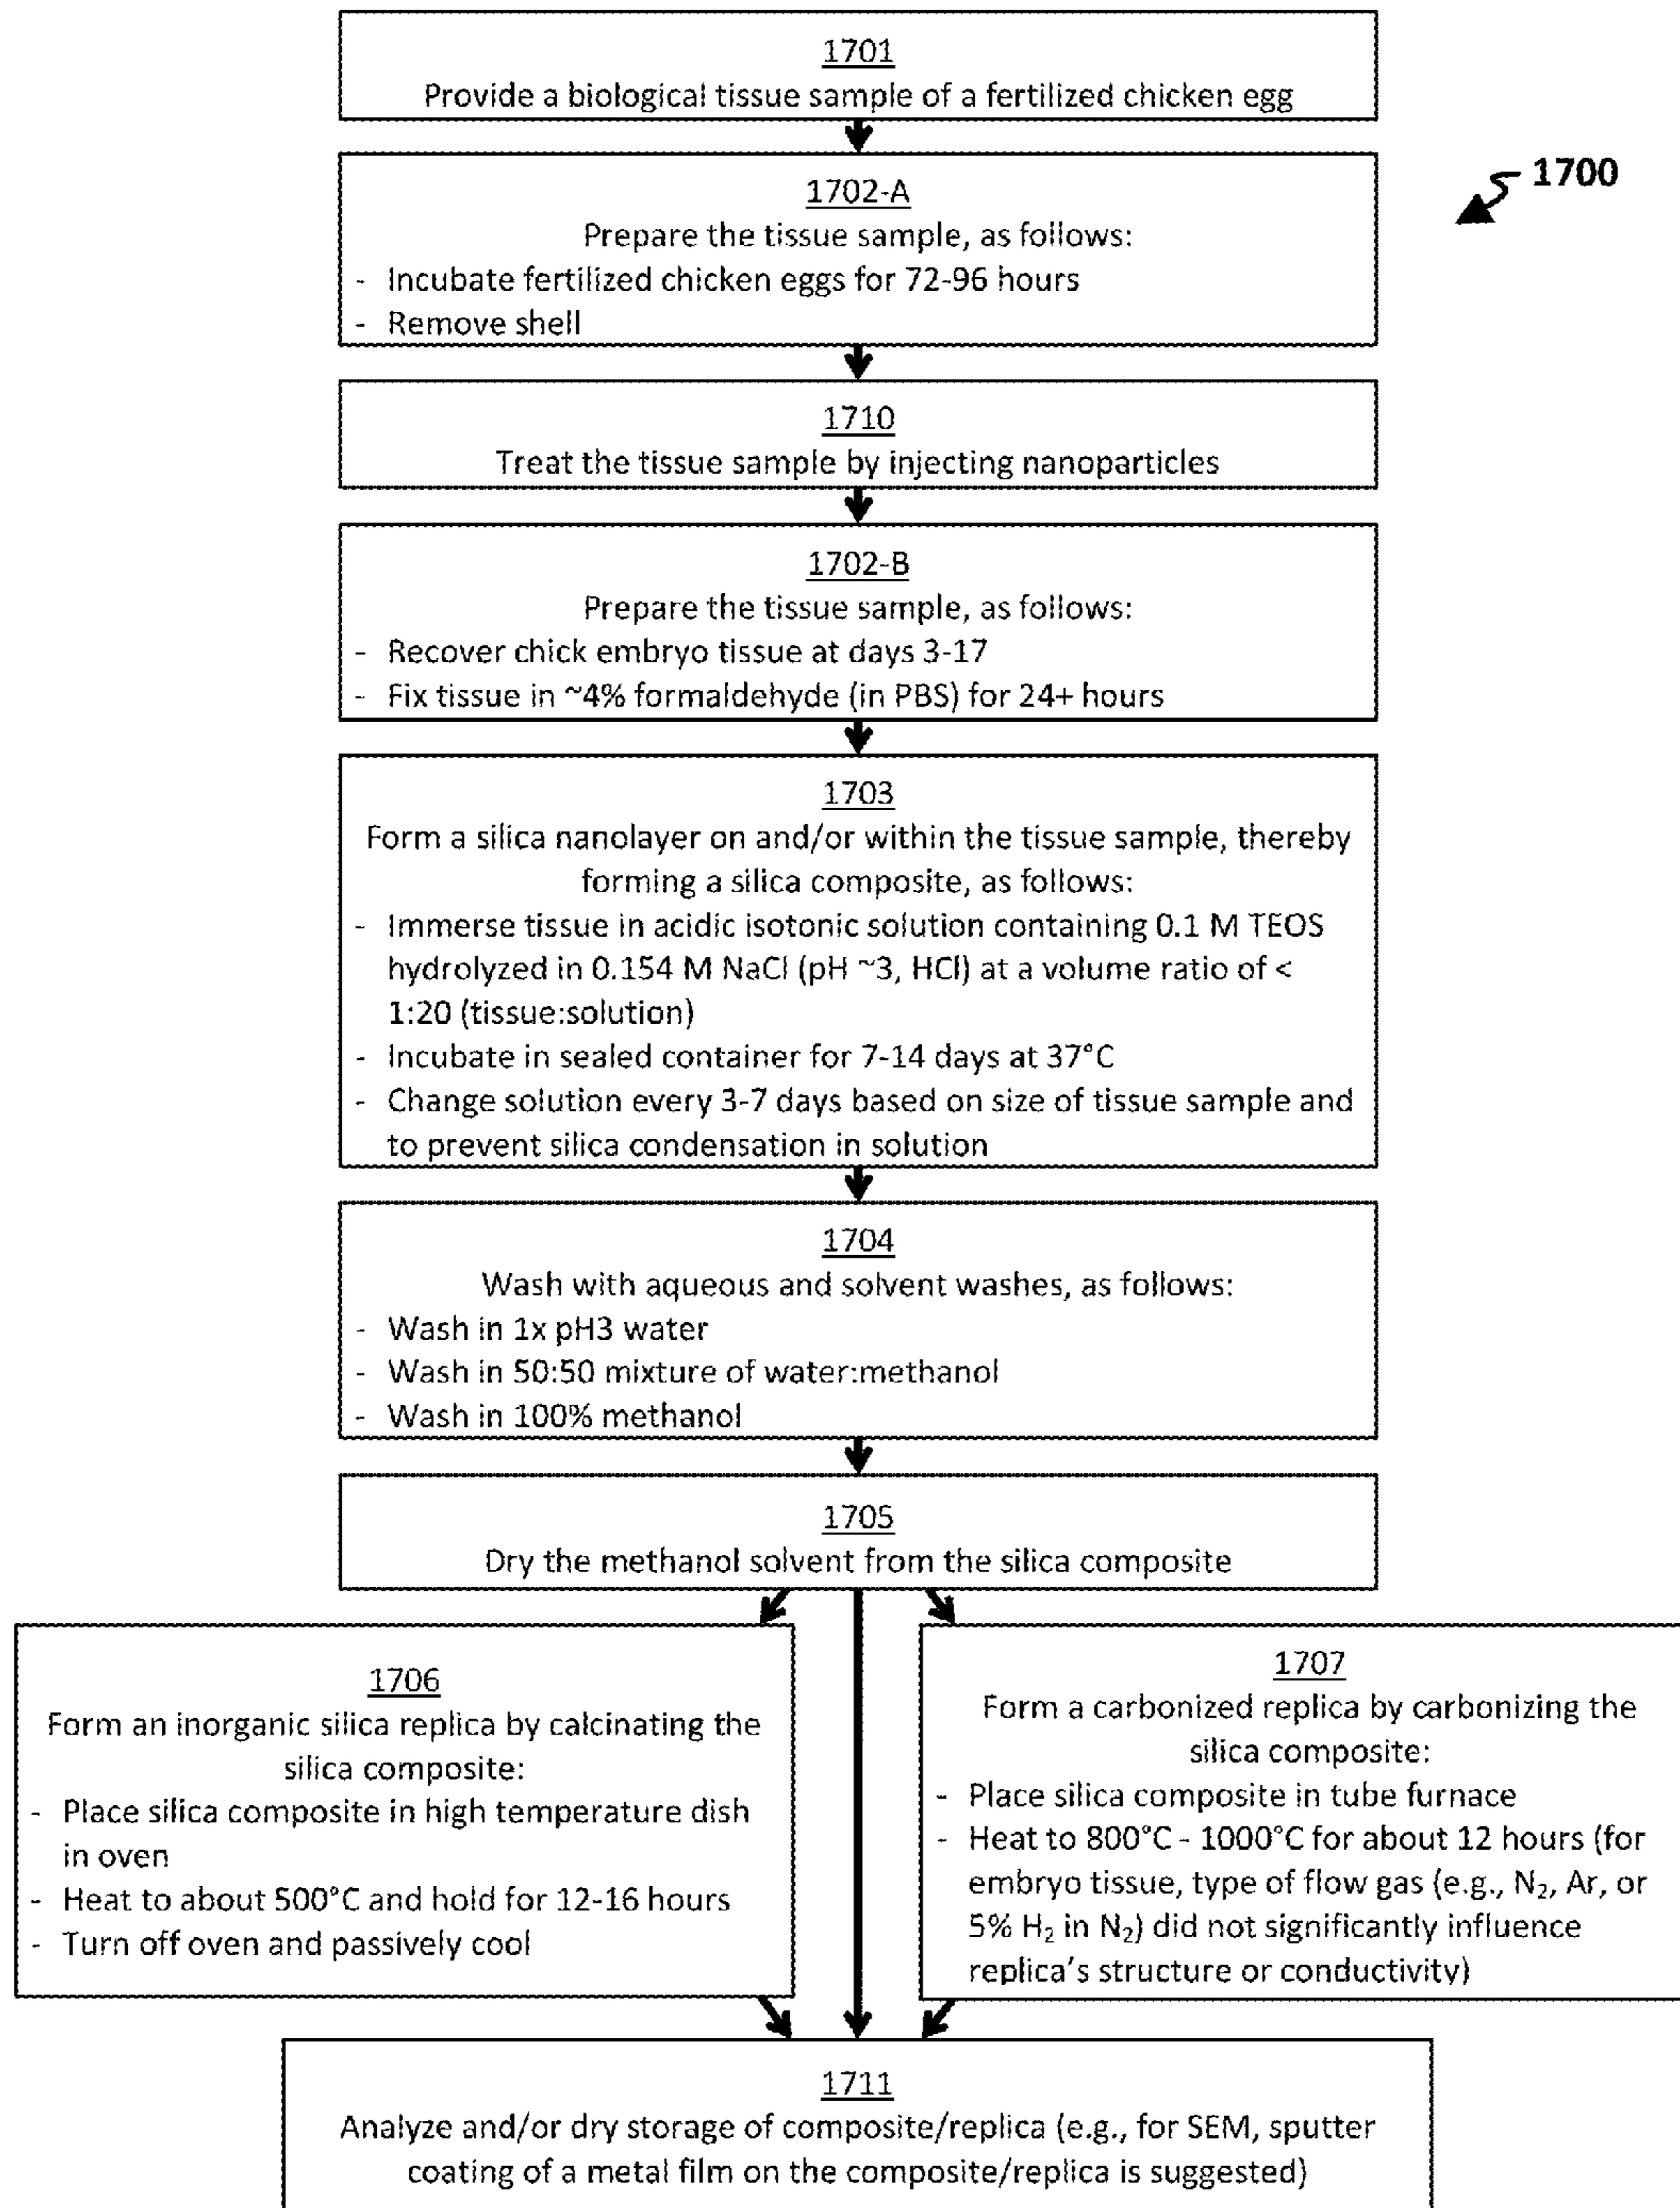 1701
Provide a biological tissue sample of a fertilized chicken egg
1700
1702-A
Prepare the tissue sample, as follows:
- Incubate fertilized chicken eggs for 72-96 hours
- Remove shell
1710
Treat the tissue sample by injecting nanoparticles
1702-B
Prepare the tissue sample, as follows:
- Recover chick embryo tissue at days 3-17
- Fix tissue in ~4% formaldehyde (in PBS) for 24+ hours
1703
Form a silica nanolayer on and/or within the tissue sample, thereby
forming a silica composite, as follows:
- Immerse tissue in acidic isotonic solution containing 0.1 M TEOS
hydrolyzed in 0.154 M NaCl (pH ~3, HCl) at a volume ratio of <
1:20 (tissue:solution)
- Incubate in sealed container for 7-14 days at 37°C
- Change solution every 3-7 days based on size of tissue sample and
to prevent silica condensation in solution
1704
Wash with aqueous and solvent washes, as follows:
- Wash in 1x pH3 water
- Wash in 50:50 mixture of water:methanol
- Wash in 100% methanol
1705
Dry the methanol solvent from the silica composite
1706
Form an inorganic silica replica by calcinating the
silica composite:
- Place silica composite in high temperature dish
in oven
- Heat to about 500°C and hold for 12-16 hours
- Turn off oven and passively cool
1707
Form a carbonized replica by carbonizing the
silica composite:
- Place silica composite in tube furnace
- Heat to 800°C - 1000°C for about 12 hours (for
embryo tissue, type of flow gas (e.g., N₂, Ar, or
5% H₂ in N₂) did not significantly influence
replica's structure or conductivity)
1711
Analyze and/or dry storage of composite/replica (e.g., for SEM, sputter
coating of a metal film on the composite/replica is suggested)